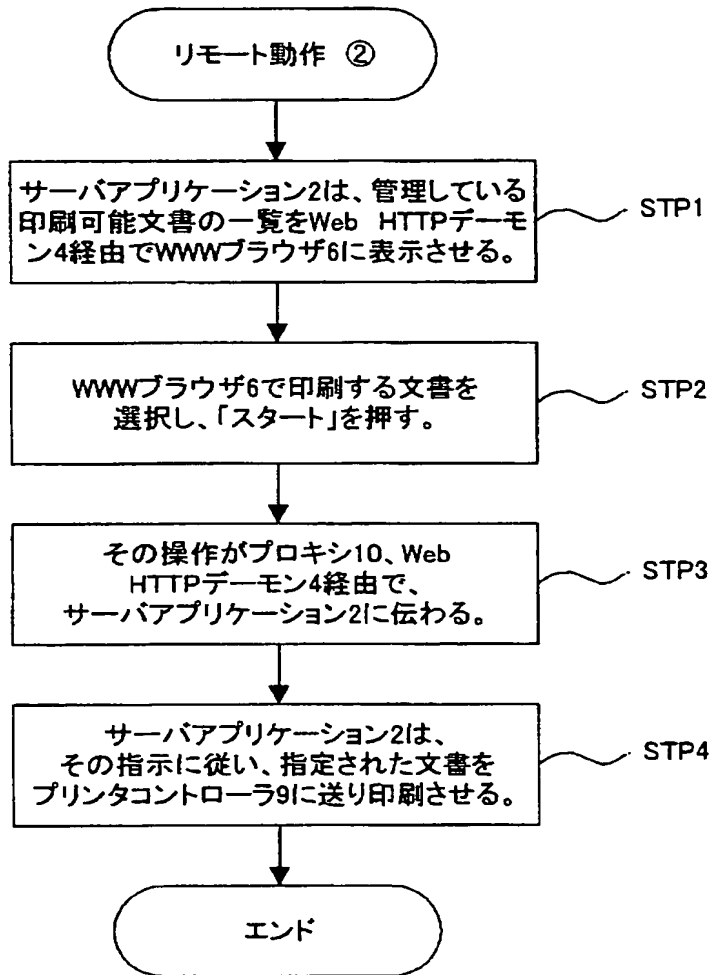 リモート動作 ②
サーバアプリケーション2は、管理している
印刷可能文書の一覧をWeb HTTPデーモ
ン4経由でWWWブラウザ6に表示させる。
STP1
WWWブラウザ6で印刷する文書を
選択し、「スタート」を押す。
STP2
その操作がプロキシ10、Web
HTTPデーモン4経由で、
サーバアプリケーション2に伝わる。
STP3
サーバアプリケーション2は、
その指示に従い、指定された文書を
プリンタコントローラ9に送り印刷させる。
STP4
エンド